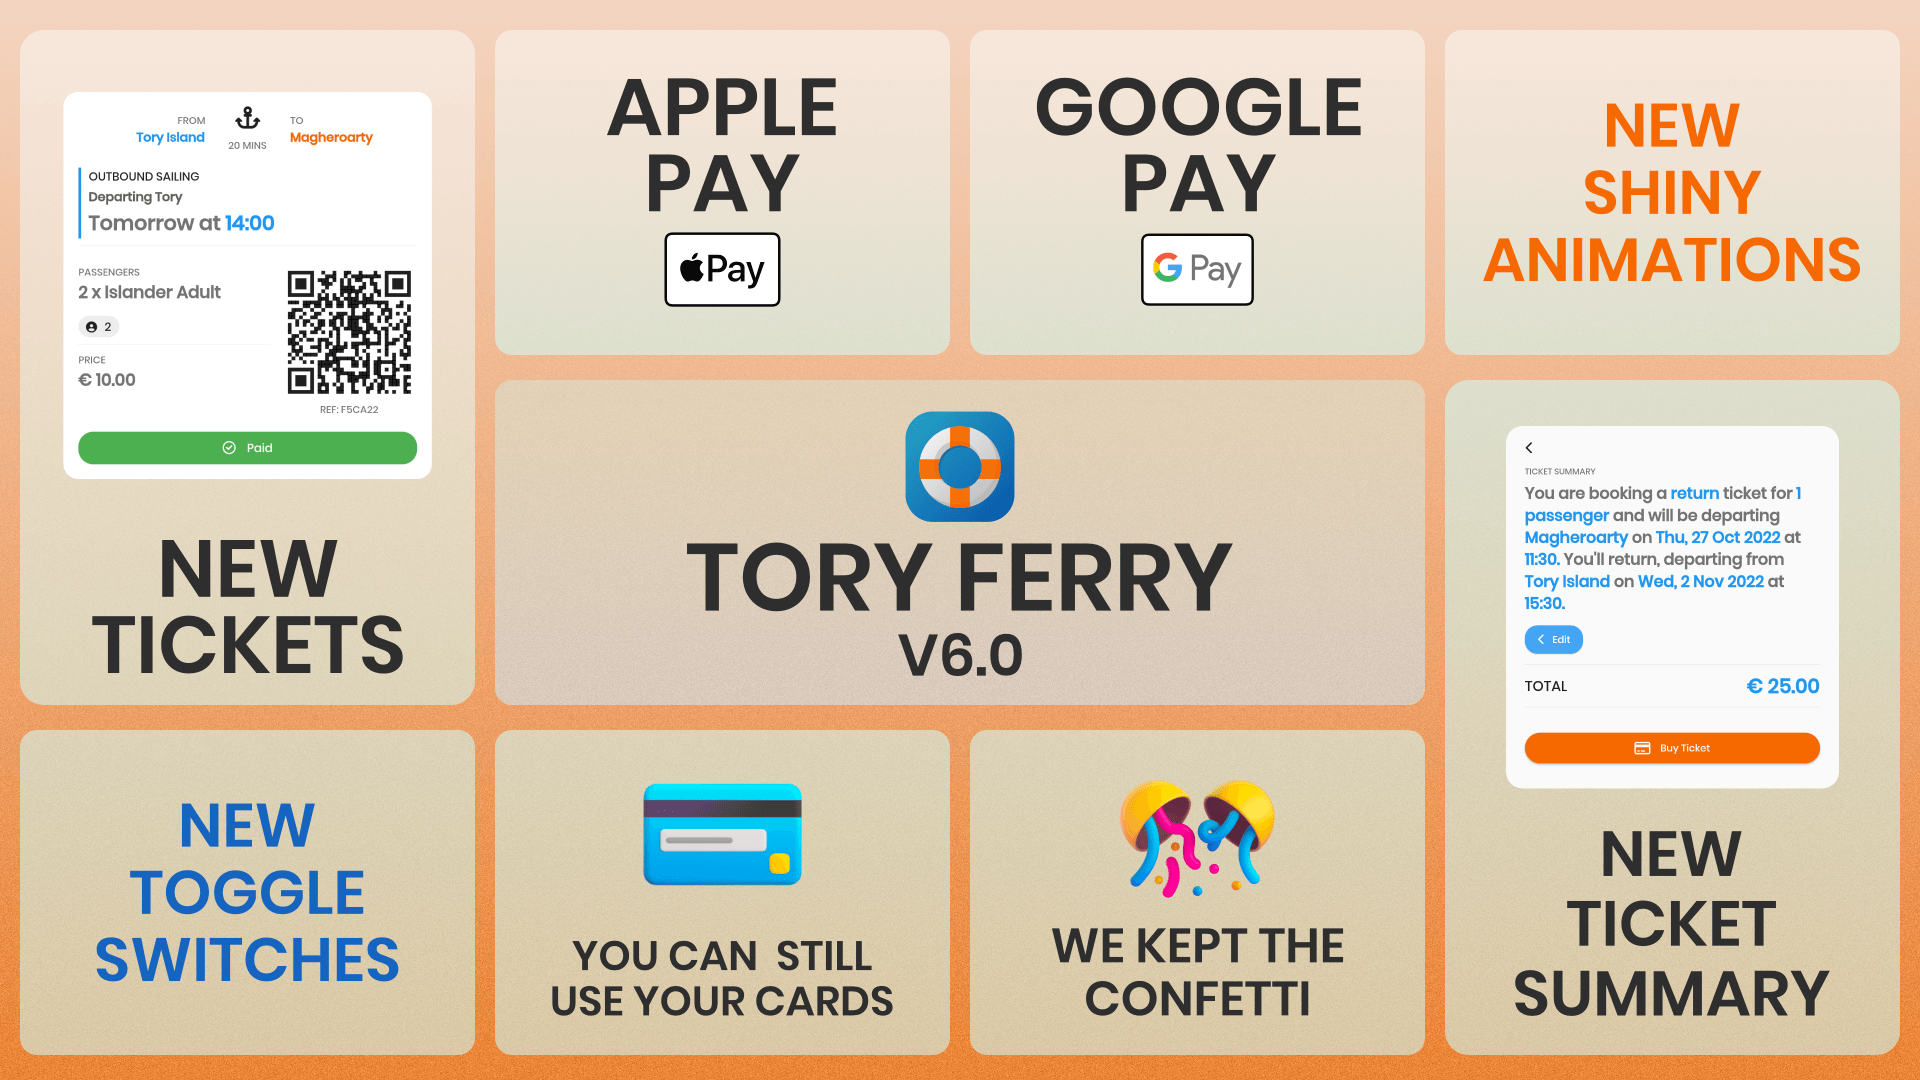 FROM
Tory Island
20 MINS
TO
Magheroarty
OUTBOUND SAILING
Departing Tory
Tomorrow at 14:00
PASSENGERS
2 x Islander Adult
2
PRICE
€ 10.00
REF: F5CA22
Paid
NEW
TICKETS
APPLE
PAY
Pay
GOOGLE
PAY
G Pay
NEW
SHINY
ANIMATIONS
TORY FERRY
V6.0
TICKET SUMMARY
You are booking a return ticket for 1
passenger and will be departing
Magheroarty on Thu, 27 Oct 2022 at
11:30. You'll return, departing from
Tory Island on Wed, 2 Nov 2022 at
15:30.
Edit
TOTAL
€ 25.00
Buy Ticket
NEW
TICKET
SUMMARY
NEW
TOGGLE
SWITCHES
YOU CAN STILL
USE YOUR CARDS
WE KEPT THE
CONFETTI